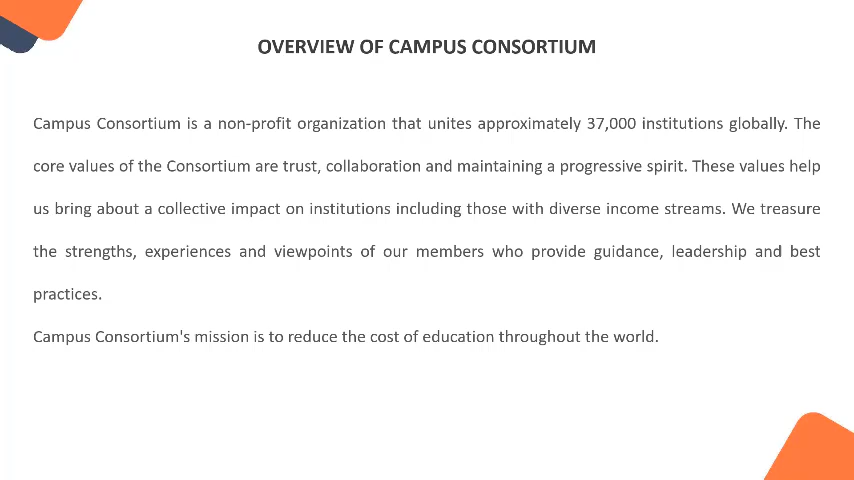 OVERVIEW OF CAMPUS CONSORTIUM
Campus Consortium is a non-profit organization that unites approximately 37,000 institutions globally. The
core values of the Consortium are trust, collaboration and maintaining a progressive spirit. These values help
us bring about a collective impact on institutions including those with diverse income streams. We treasure
the strengths, experiences and viewpoints of our members who provide guidance, leadership and best
practices.
Campus Consortium's mission is to reduce the cost of education throughout the world.